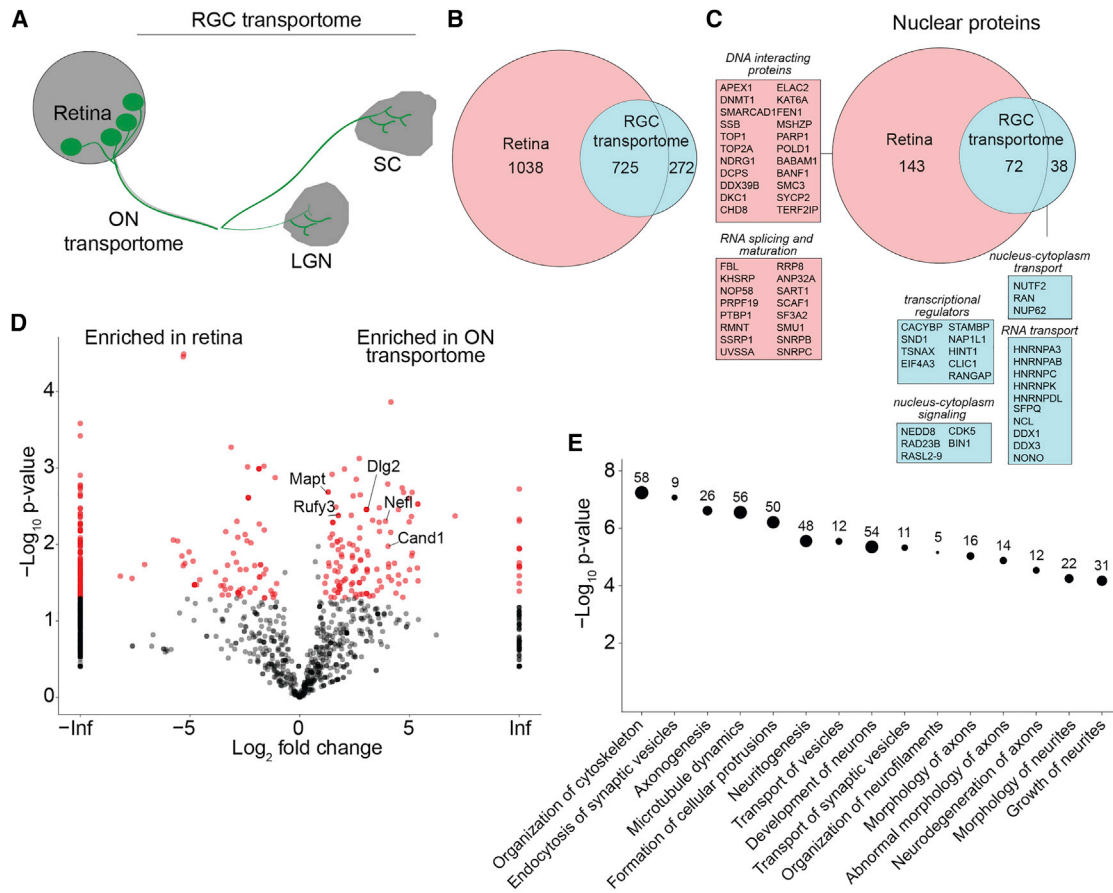 A
RGC transportome
Retina
SC
ON
transportome
LGN
B
Retina
1038
RGC
transportome
725
272
C
Nuclear proteins
DNA interacting
proteins
APEX1 ELAC2
DNMT1 KAT6A
SMARCAD1 FEN1
SSB MSHZP
TOP1 PARP1
TOP2A POLD1
NDRG1 BABAM1
DCPS BANF1
DDX39B SMC3
DKC1 SYCP2
CHD8 TERF2IP
RNA splicing and
maturation
FBL RRP8
KHSRP ANP32A
NOP58 SART1
PRPF19 SCAF1
PTBP1 SF3A2
RMNT SMU1
SSRP1 SNRPB
UVSSA SNRPC
Retina
143
RGC
transportome
72
38
nucleus-cytoplasm
transport
NUTF2
RAN
NUP62
transcriptional
regulators
CACYBP STAMBP
SND1 NAP1L1
TSNAX HINT1
EIF4A3 CLIC1
RANGAP
RNA transport
HNRNPA3
HNRNPAB
HNRNPC
HNRNPK
HNRNPDL
SFPQ
NCL
DDX1
DDX3
NONO
nucleus-cytoplasm
signaling
NEDD8 CDK5
RAD23B BIN1
RASL2-9
D
Enriched in retina
Enriched in ON
transportome
−Log10 p-value
4
3
2
1
0
Mapt
Dlg2
Rufy3
Nefl
Cand1
−Inf
−5
0
5
Inf
Log2 fold change
E
−Log10 p-value
8
6
4
2
58
9
26
56
50
48
12
54
11
5
16
14
12
22
31
Organization of cytoskeleton
Endocytosis of synaptic vesicles
Axonogenesis
Microtubule dynamics
Formation of cellular protrusions
Neuritogenesis
Transport of vesicles
Development of neurons
Transport of synaptic vesicles
Organization of neurofilaments
Morphology of axons
Abnormal morphology of axons
Neurodegeneration of axons
Morphology of neurites
Growth of neurites